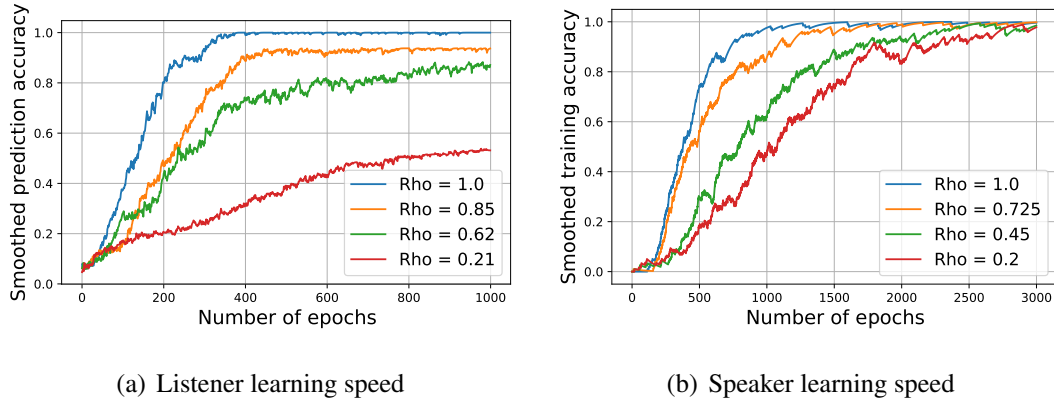 Smoothed prediction accuracy
1.0
0.8
0.6
0.4
0.2
0.0
0
200
400
600
800
1000
Number of epochs
Rho = 1.0
Rho = 0.85
Rho = 0.62
Rho = 0.21
(a) Listener learning speed
Smoothed training accuracy
1.0
0.8
0.6
0.4
0.2
0.0
0
500
1000
1500
2000
2500
3000
Number of epochs
Rho = 1.0
Rho = 0.725
Rho = 0.45
Rho = 0.2
(b) Speaker learning speed